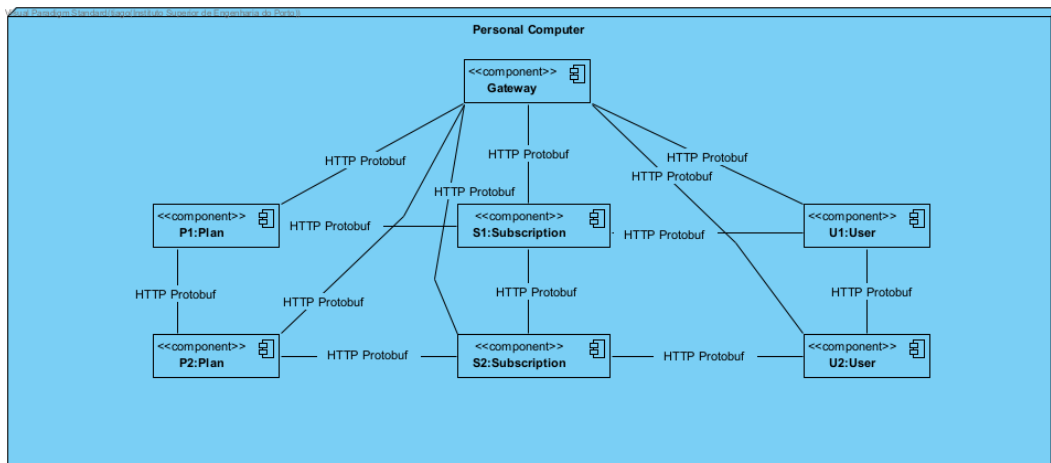 Visual Paradigm Standard(tiago(Instituto Superior de Engenharia do Porto))
Personal Computer
<<component>>
Gateway
HTTP Protobuf
HTTP Protobuf
HTTP Protobuf
HTTP Protobuf
HTTP Protobuf
<<component>>
P1:Plan
HTTP Protobuf
<<component>>
S1:Subscription
HTTP Protobuf
<<component>>
U1:User
HTTP Protobuf
HTTP Protobuf
HTTP Protobuf
HTTP Protobuf
<<component>>
P2:Plan
HTTP Protobuf
<<component>>
S2:Subscription
HTTP Protobuf
<<component>>
U2:User